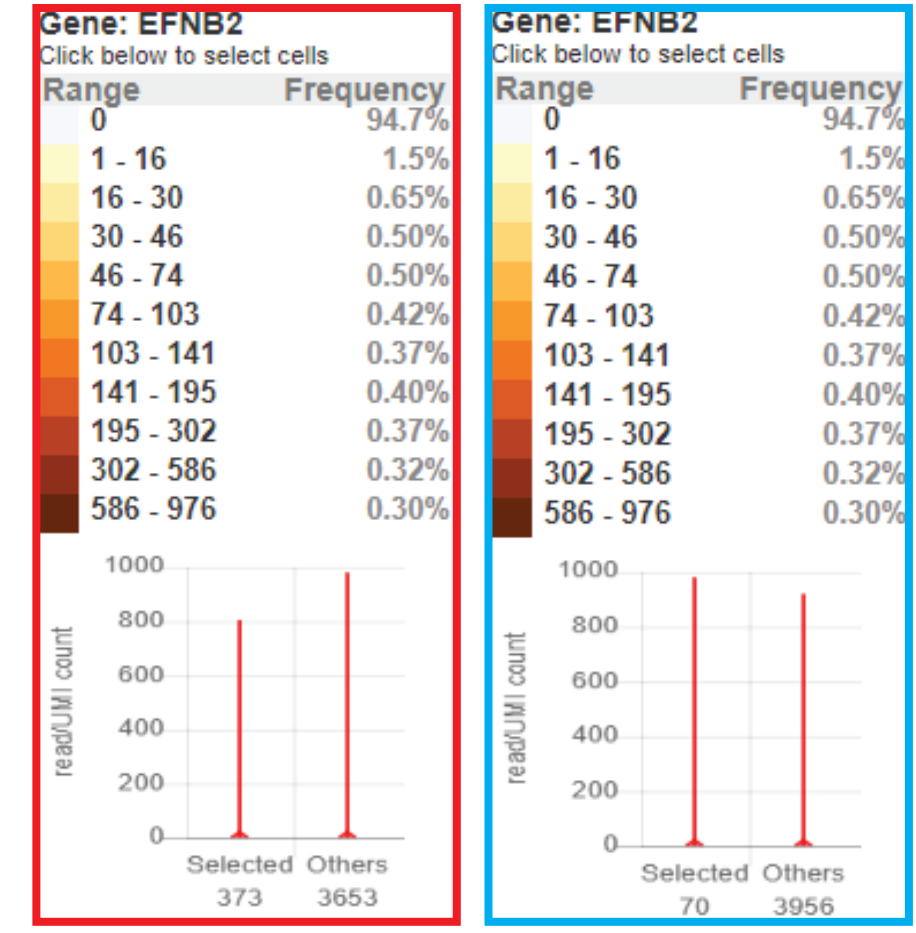 Gene: EFNB2
Click below to select cells
Range Frequency
0 94.7%
1 - 16 1.5%
16 - 30 0.65%
30 - 46 0.50%
46 - 74 0.50%
74 - 103 0.42%
103 - 141 0.37%
141 - 195 0.40%
195 - 302 0.37%
302 - 586 0.32%
586 - 976 0.30%
1000
800
600
400
200
0
read/UMI count
Selected Others
373 3653
Gene: EFNB2
Click below to select cells
Range Frequency
0 94.7%
1 - 16 1.5%
16 - 30 0.65%
30 - 46 0.50%
46 - 74 0.50%
74 - 103 0.42%
103 - 141 0.37%
141 - 195 0.40%
195 - 302 0.37%
302 - 586 0.32%
586 - 976 0.30%
1000
800
600
400
200
0
read/UMI count
Selected Others
70 3956